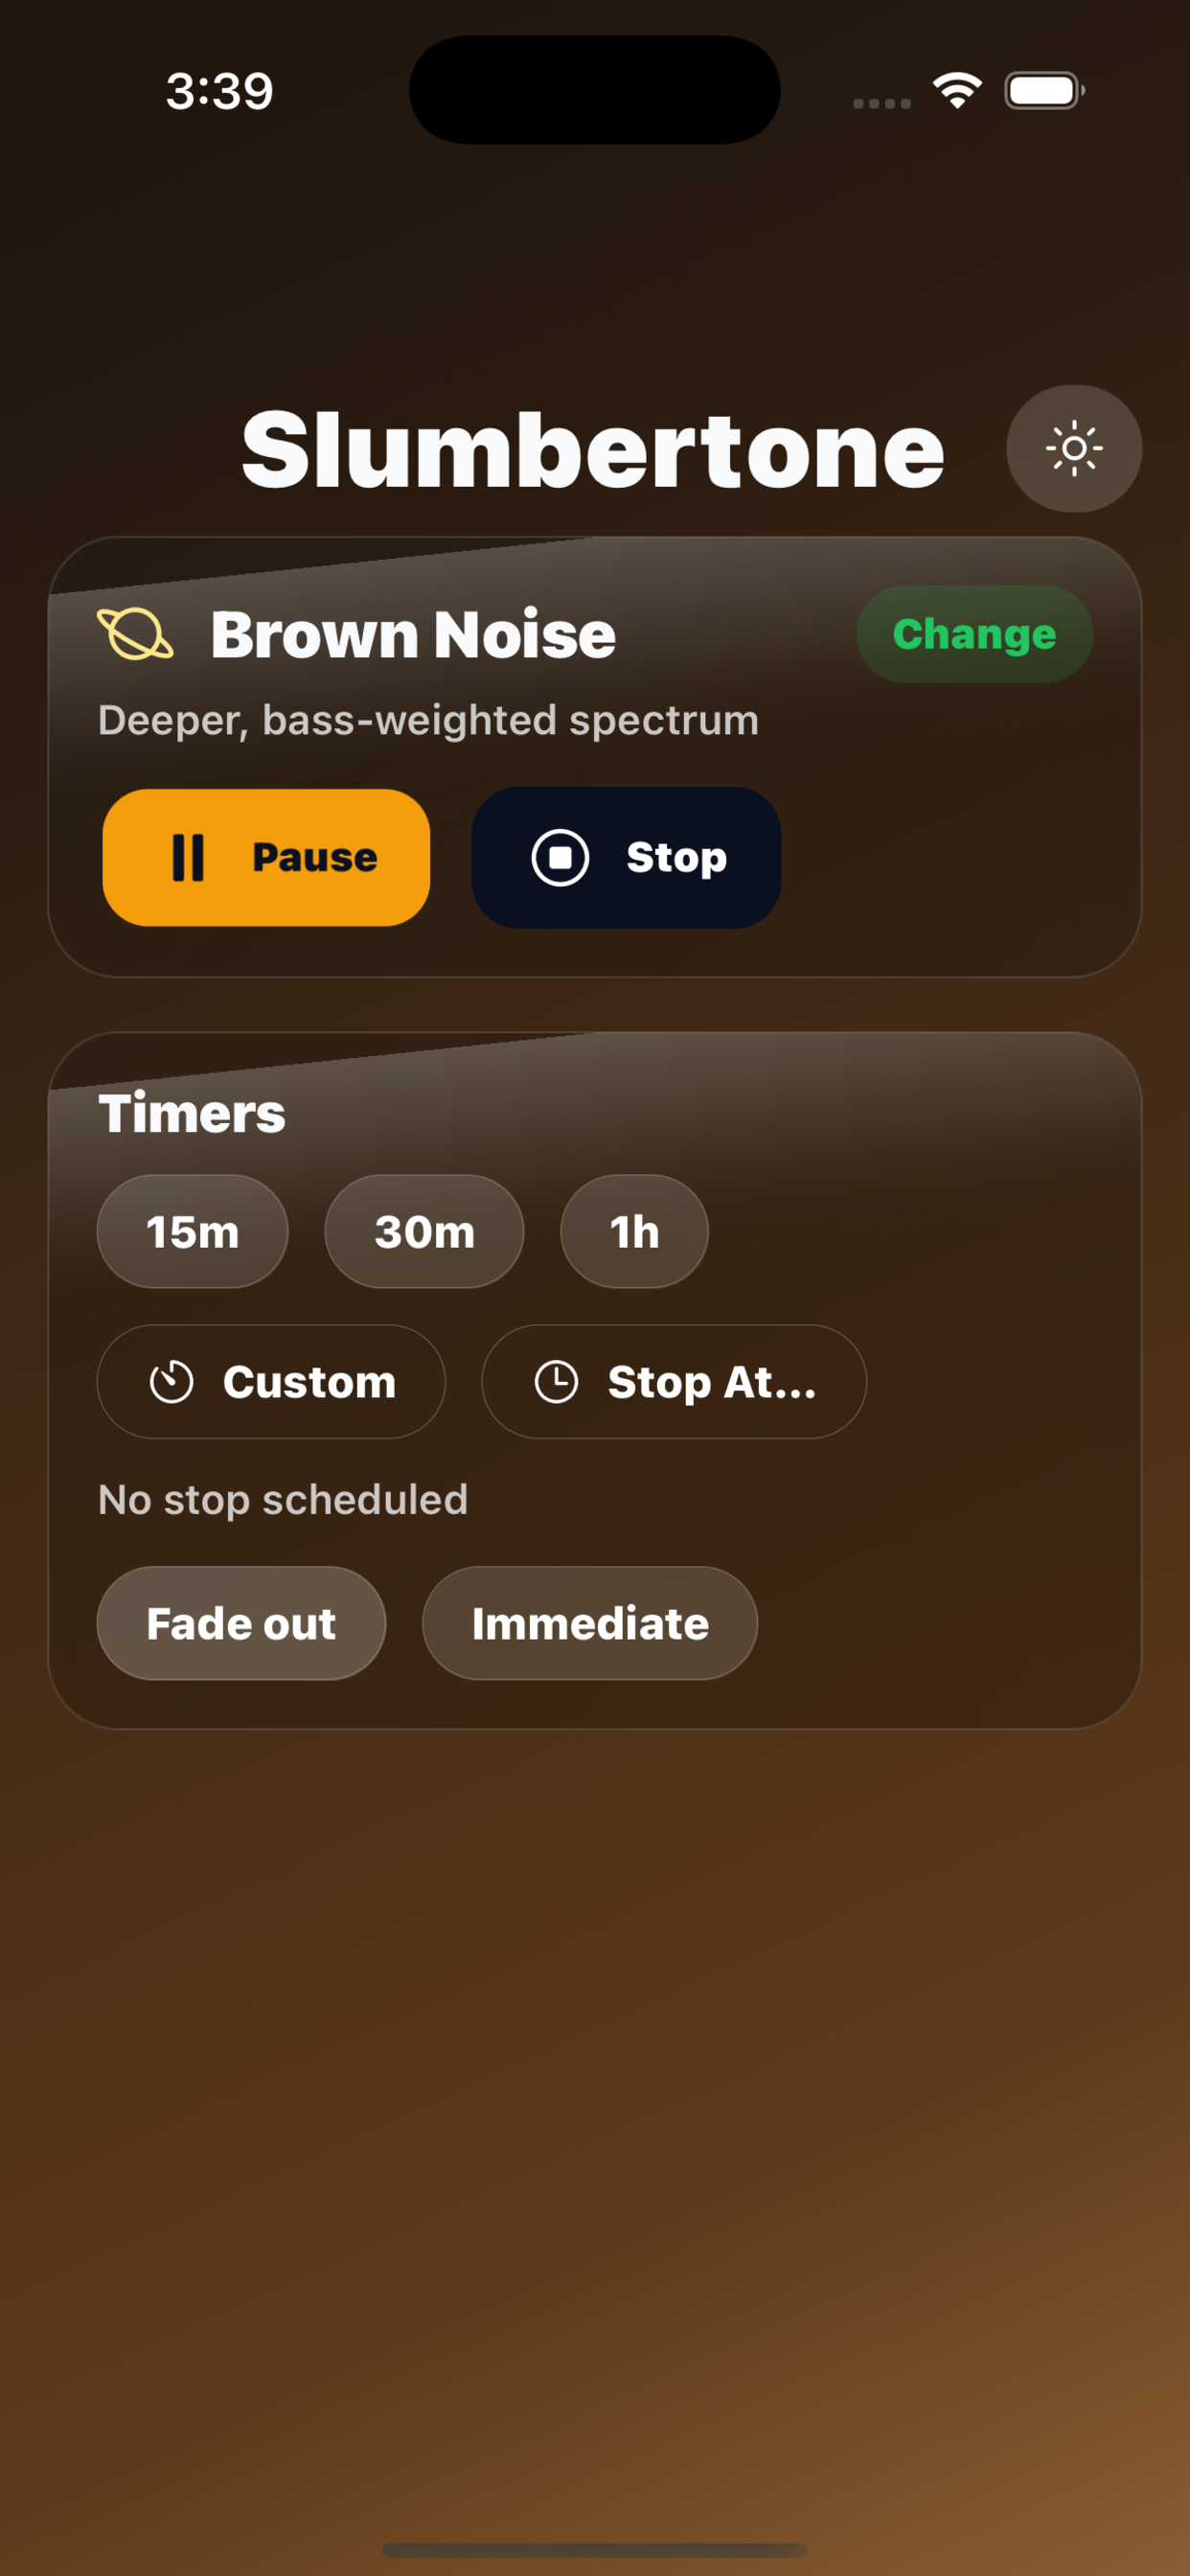 3:39
Slumbertone
Brown Noise
Change
Deeper, bass-weighted spectrum
Pause
Stop
Timers
15m
30m
1h
Custom
Stop At...
No stop scheduled
Fade out
Immediate